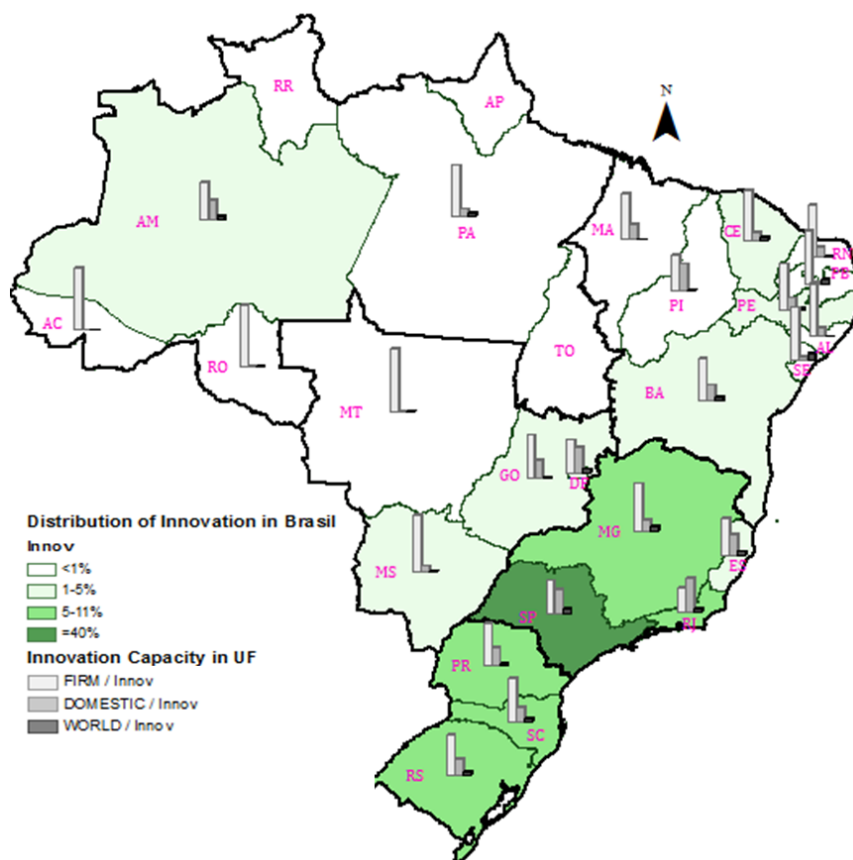 RR
AP
N
AM
PA
MA
CE
RN
PB
PI
PE
AC
AL
RO
TO
SE
BA
MT
GO
DF
Distribution of Innovation in Brasil
Innov
<1%
1-5%
5-11%
=40%
MG
ES
MS
SP
RJ
Innovation Capacity in UF
FIRM / Innov
DOMESTIC / Innov
WORLD / Innov
PR
SC
RS